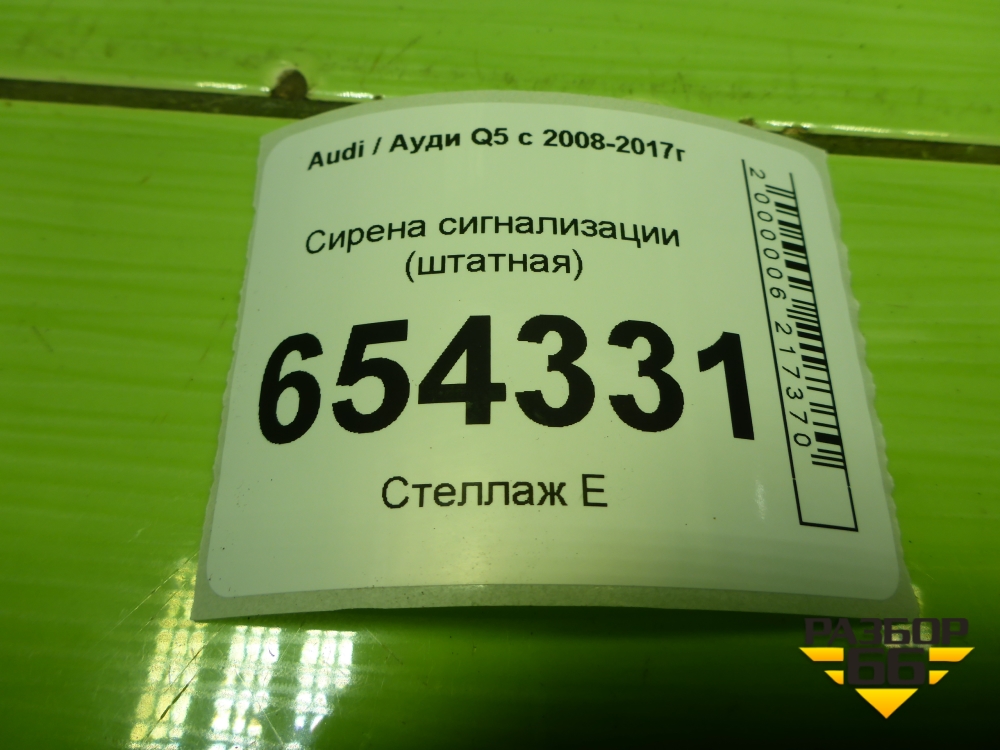 Audi / Ауди Q5 с 2008-2017г
Сирена сигнализации
(штатная)
654331
Стеллаж Е
2000006217370
РАЗБОР
66